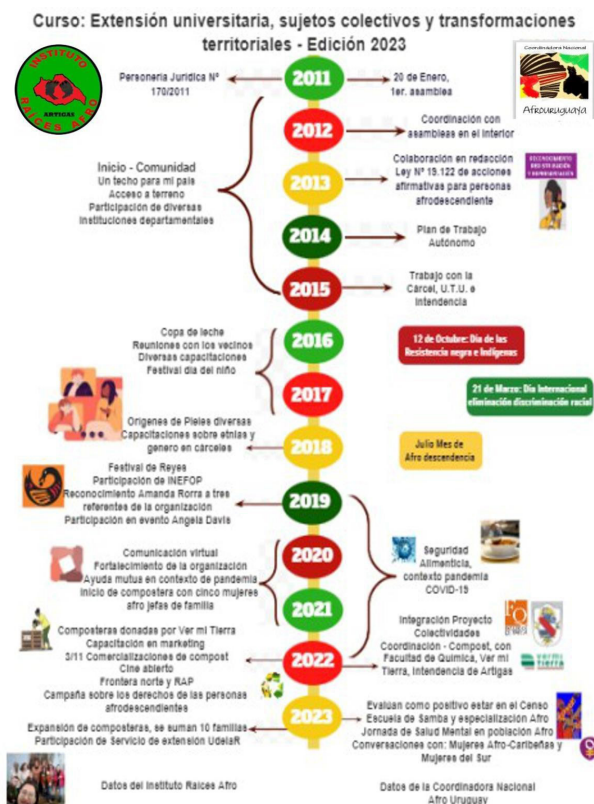 Curso: Extensión universitaria, sujetos colectivos y transformaciones
territoriales - Edición 2023
INSTITUTO
RAICES AFRO
ARTIGAS
Coordinadora Nacional
Afrouruguaya
2011
Personería Jurídica Nº
170/2011
20 de Enero,
1er. asamblea
2012
Coordinación con
asambleas en el interior
2013
Colaboración en redacción
Ley Nº 19.122 de acciones
afirmativas para personas
afrodescendiente
RECONOCIMIENTO
Inicio - Comunidad
Un techo para mi país
Acceso a terreno
Participación de diversas
Instituciones departamentales
2014
Plan de Trabajo
Autónomo
2015
Trabajo con la
Cárcel, U.T.U. e
Intendencia
2016
Copa de leche
Reuniones con los vecinos
Diversas capacitaciones
Festival día del niño
12 de Octubre: Día de las
Resistencia negra e Indígenas
2017
21 de Marzo: Día Internacional
eliminación discriminación racial
2018
Orígenes de Pieles diversas
Capacitaciones sobre etnias y
genero en cárceles
Julio Mes de
Afro descendencia
2019
Festival de Reyes
Participación de INEFOP
Reconocimiento Amanda Rorra a tres
referentes de la organización
Participación en evento Angela Davis
2020
Comunicación virtual
Fortalecimiento de la organización
Ayuda mutua en contexto de pandemia
Inicio de compostera con cinco mujeres
afro jefas de familia
Seguridad
Alimenticia,
contexto pandemia
COVID-19
2021
2022
Composteras donadas por Ver mi Tierra
Capacitación en marketing
3/11 Comercializaciones de compost
Cine abierto
Frontera norte y RAP
Campaña sobre los derechos de las personas
afrodescendientes
Integración Proyecto
Colectividades
Coordinación - Compost, con
Facultad de Química, Ver mi
Tierra, Intendencia de Artigas
FQ
vermi
tierra
2023
Expansión de composteras, se suman 10 familias
Participación de Servicio de extensión UdelaR
Evaluan como positivo estar en el Censo
Escuela de Samba y especialización Afro
Jornada de Salud Mental en población Afro
Conversaciones con: Mujeres Afro-Caribeñas y
Mujeres del Sur
Datos del Instituto Raices Afro
Datos de la Coordinadora Nacional
Afro Uruguay